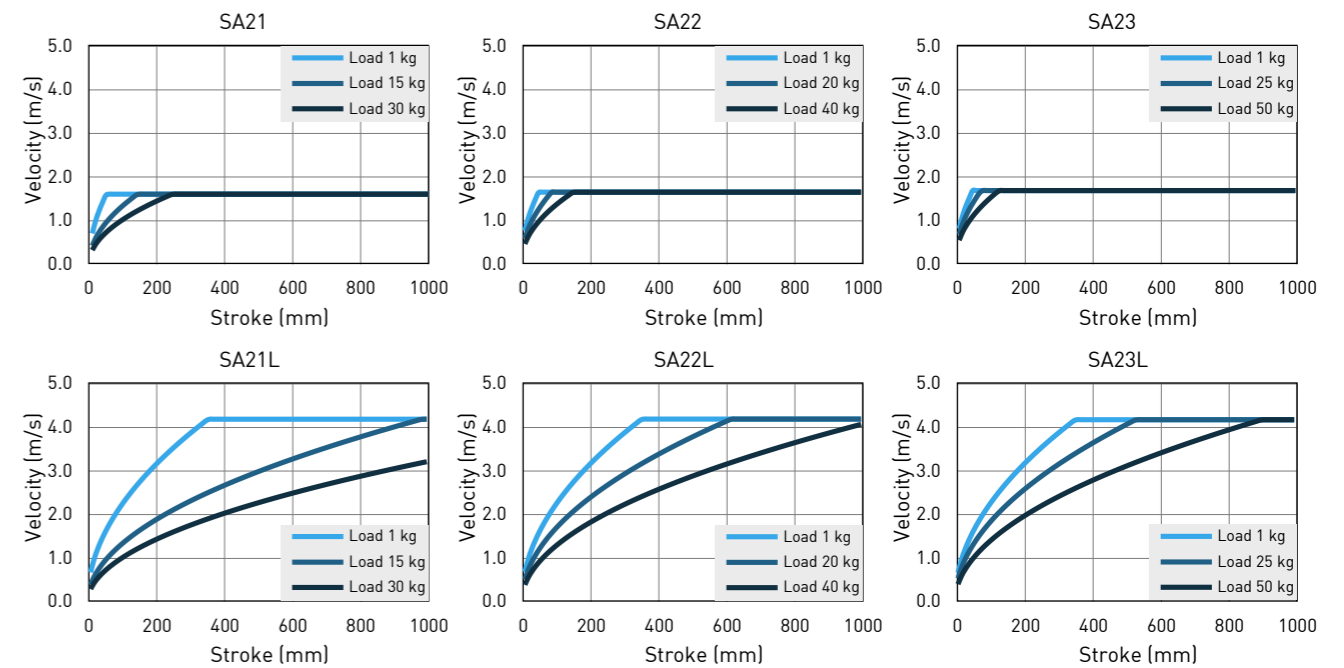 SA21
5.0
4.0
3.0
2.0
1.0
0.0
Velocity (m/s)
Load 1 kg
Load 15 kg
Load 30 kg
0 200 400 600 800 1000
Stroke (mm)
SA22
5.0
4.0
3.0
2.0
1.0
0.0
Velocity (m/s)
Load 1 kg
Load 20 kg
Load 40 kg
0 200 400 600 800 1000
Stroke (mm)
SA23
5.0
4.0
3.0
2.0
1.0
0.0
Velocity (m/s)
Load 1 kg
Load 25 kg
Load 50 kg
0 200 400 600 800 1000
Stroke (mm)
SA21L
5.0
4.0
3.0
2.0
1.0
0.0
Velocity (m/s)
Load 1 kg
Load 15 kg
Load 30 kg
0 200 400 600 800 1000
Stroke (mm)
SA22L
5.0
4.0
3.0
2.0
1.0
0.0
Velocity (m/s)
Load 1 kg
Load 20 kg
Load 40 kg
0 200 400 600 800 1000
Stroke (mm)
SA23L
5.0
4.0
3.0
2.0
1.0
0.0
Velocity (m/s)
Load 1 kg
Load 25 kg
Load 50 kg
0 200 400 600 800 1000
Stroke (mm)